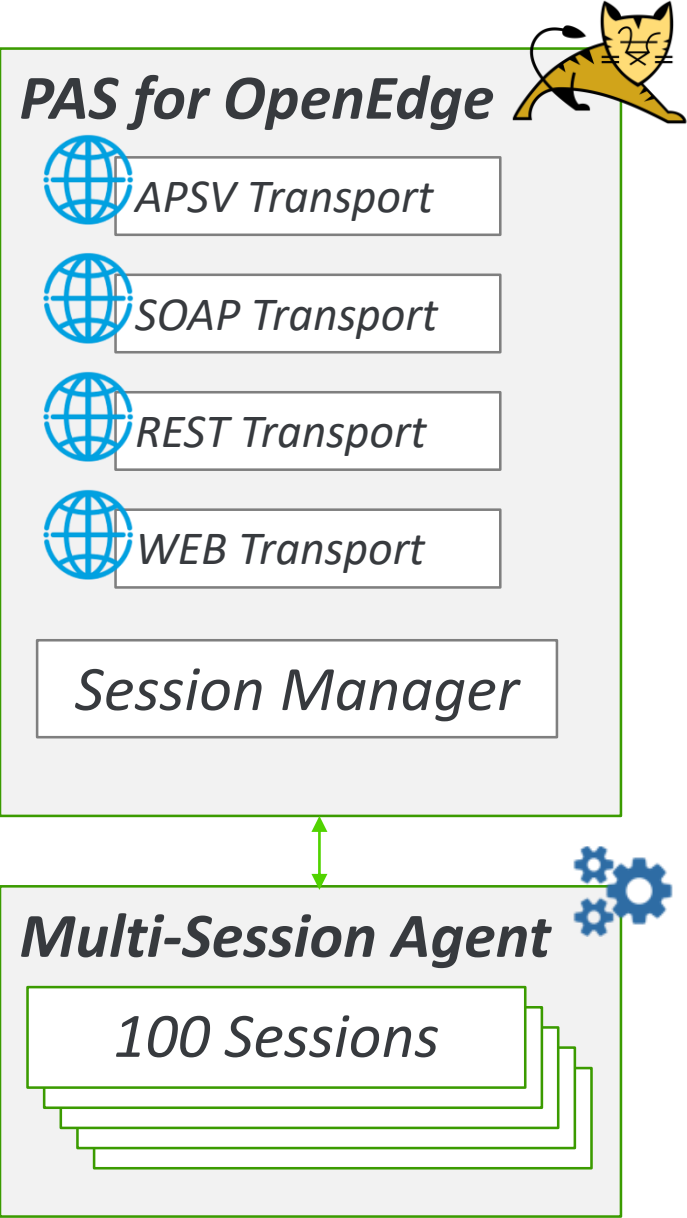 PAS for OpenEdge
APSV Transport
SOAP Transport
REST Transport
WEB Transport
Session Manager
Multi-Session Agent
100 Sessions